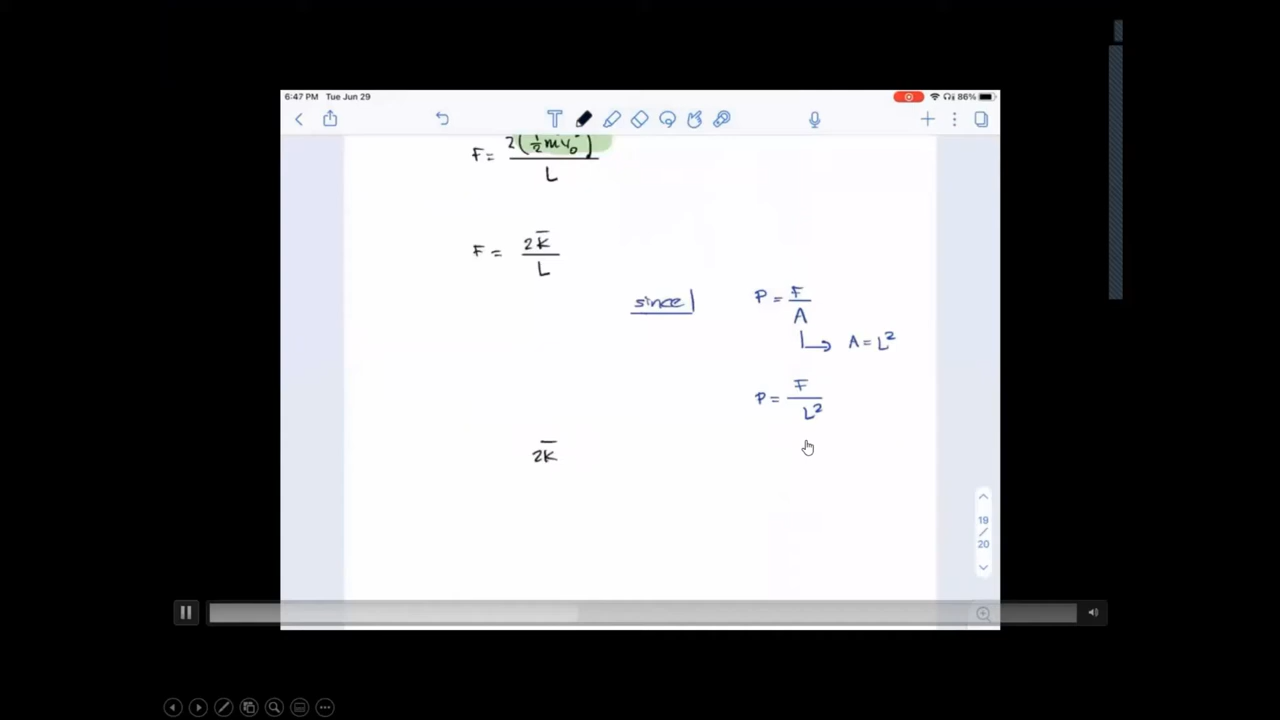 6:47 PM Tue Jun 29
86%
F = 2(½mv₀²)/L
F = 2K̅/L
since
P = F/A
A = L²
P = F/L²
2K̅
19
/
20